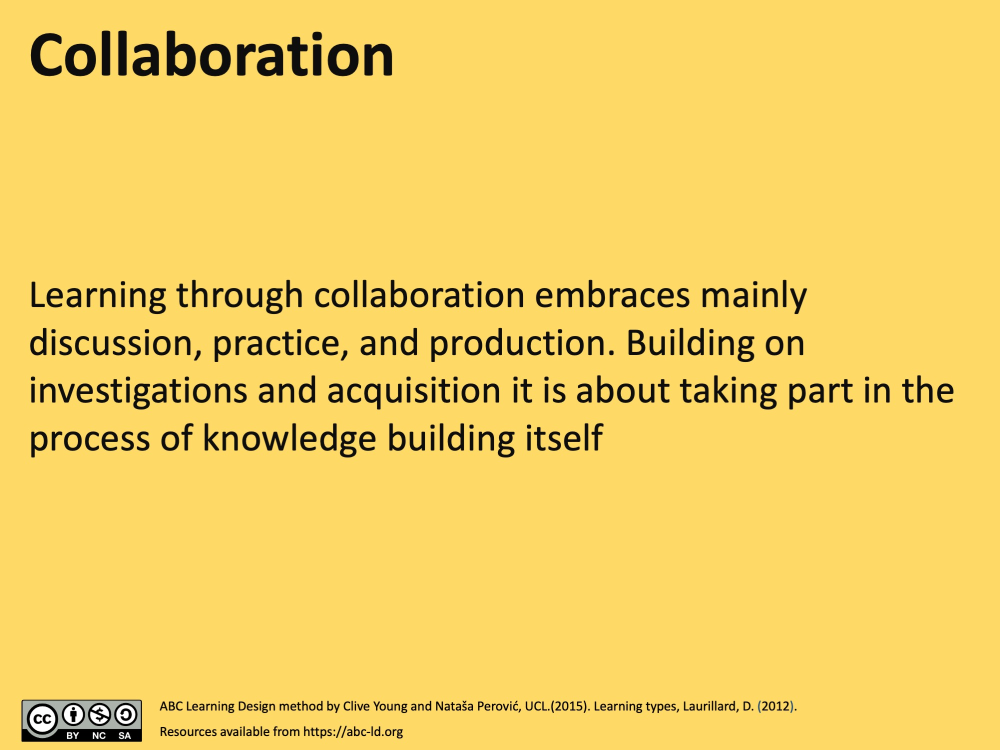 Collaboration
Learning through collaboration embraces mainly
discussion, practice, and production. Building on
investigations and acquisition it is about taking part in the
process of knowledge building itself
ABC Learning Design method by Clive Young and Nataša Perović, UCL.(2015). Learning types, Laurillard, D. (2012).
Resources available from https://abc-ld.org
cc
BY NC SA